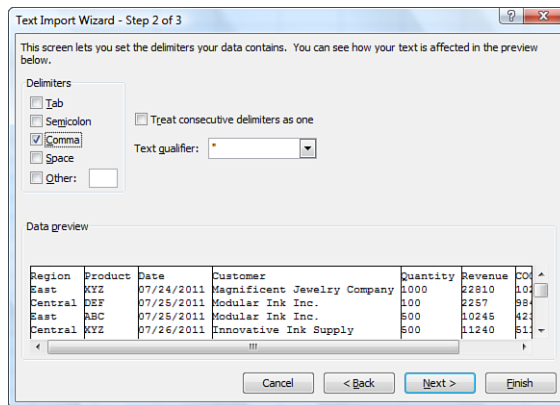 Text Import Wizard - Step 2 of 3
This screen lets you set the delimiters your data contains. You can see how your text is affected in the preview
below.
Delimiters
Tab
Semicolon
Treat consecutive delimiters as one
Comma
Text qualifier: "
Space
Other:
Data preview
Region Product Date Customer Quantity Revenue
East XYZ 07/24/2011 Magnificent Jewelry Company 1000 22810
Central DEF 07/25/2011 Modular Ink Inc. 100 2257
East ABC 07/25/2011 Modular Ink Inc. 500 10245
Central XYZ 07/26/2011 Innovative Ink Supply 500 11240
Cancel < Back Next > Finish